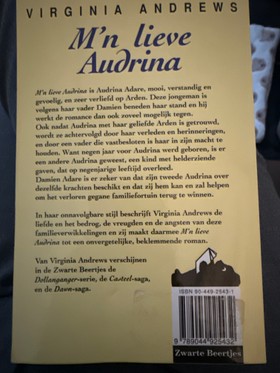 VIRGINIA ANDREWS
M'n lieve
Audrina
M'n lieve Audrina is Audrina Adare, mooi, verstandig en
gevoelig, en zeer verliefd op Arden. Deze jongeman is
volgens haar vader Damien beneden haar stand en hij
werkt de romance dan ook zoveel mogelijk tegen.
Ook nadat Audrina met haar geliefde Arden is getrouwd,
wordt ze achtervolgd door haar verleden en herinneringen,
en door een vader die vastbesloten is haar in zijn macht te
houden. Want negen jaar voor Audrina werd geboren, is er
een andere Audrina geweest, een kind met helderziende
gaven, dat op negenjarige leeftijd overleed.
Damien Adare is er zeker van dat zijn tweede Audrina over
dezelfde krachten beschikt en dat zij hem kan en zal helpen
om het verloren gegane familiefortuin terug te winnen.
In haar onnavolgbare stijl beschrijft Virginia Andrews de
liefde en het bedrog, de vreugden en de angsten van deze
familieverwikkelingen en zij maakt daarmee M'n lieve
Audrina tot een onvergetelijke, beklemmende roman.
Van Virginia Andrews verschijnen
in de Zwarte Beertjes de
Dollanganger-serie, de Casteel-saga,
en de Dawn-saga.
ISBN 90-449-2543-1
9 789044 925432
Zwarte Beertjes